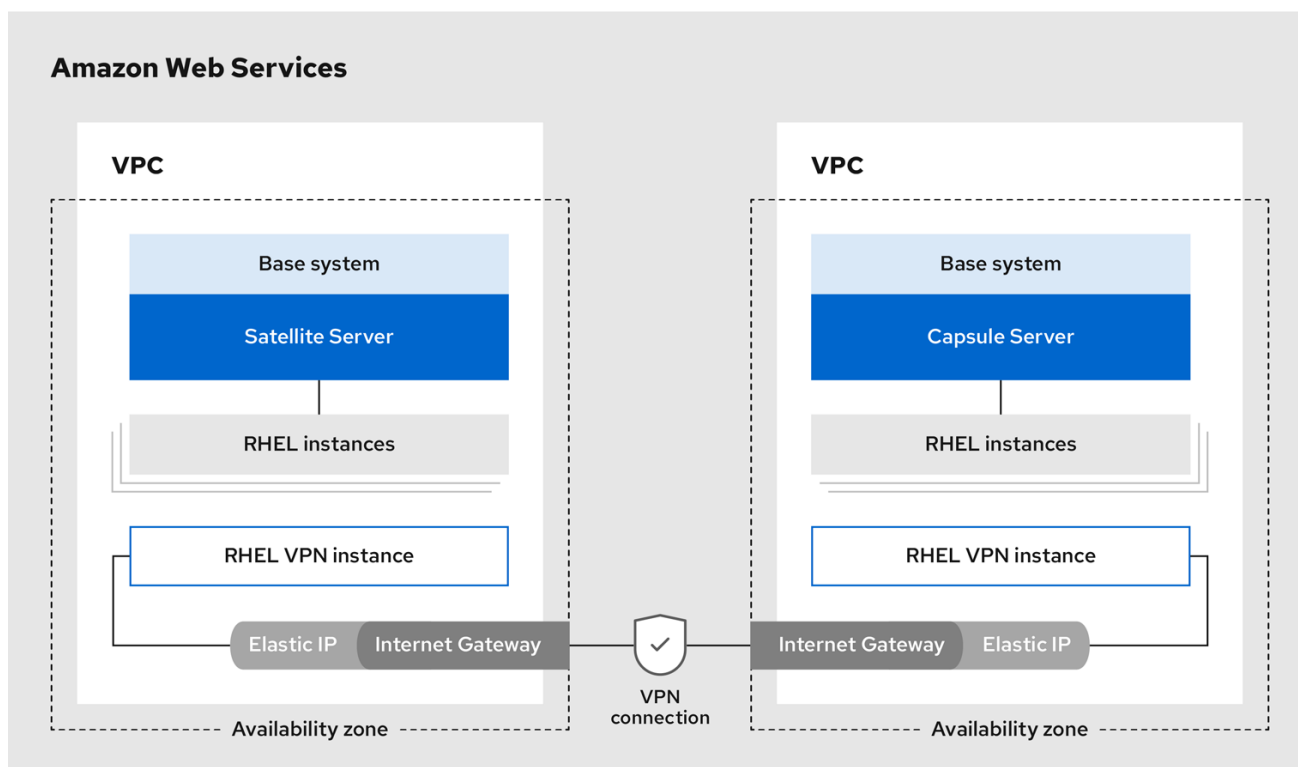 Amazon Web Services
VPC
Base system
Satellite Server
RHEL instances
RHEL VPN instance
Elastic IP
Internet Gateway
Availability zone
VPN
connection
VPC
Base system
Capsule Server
RHEL instances
RHEL VPN instance
Internet Gateway
Elastic IP
Availability zone